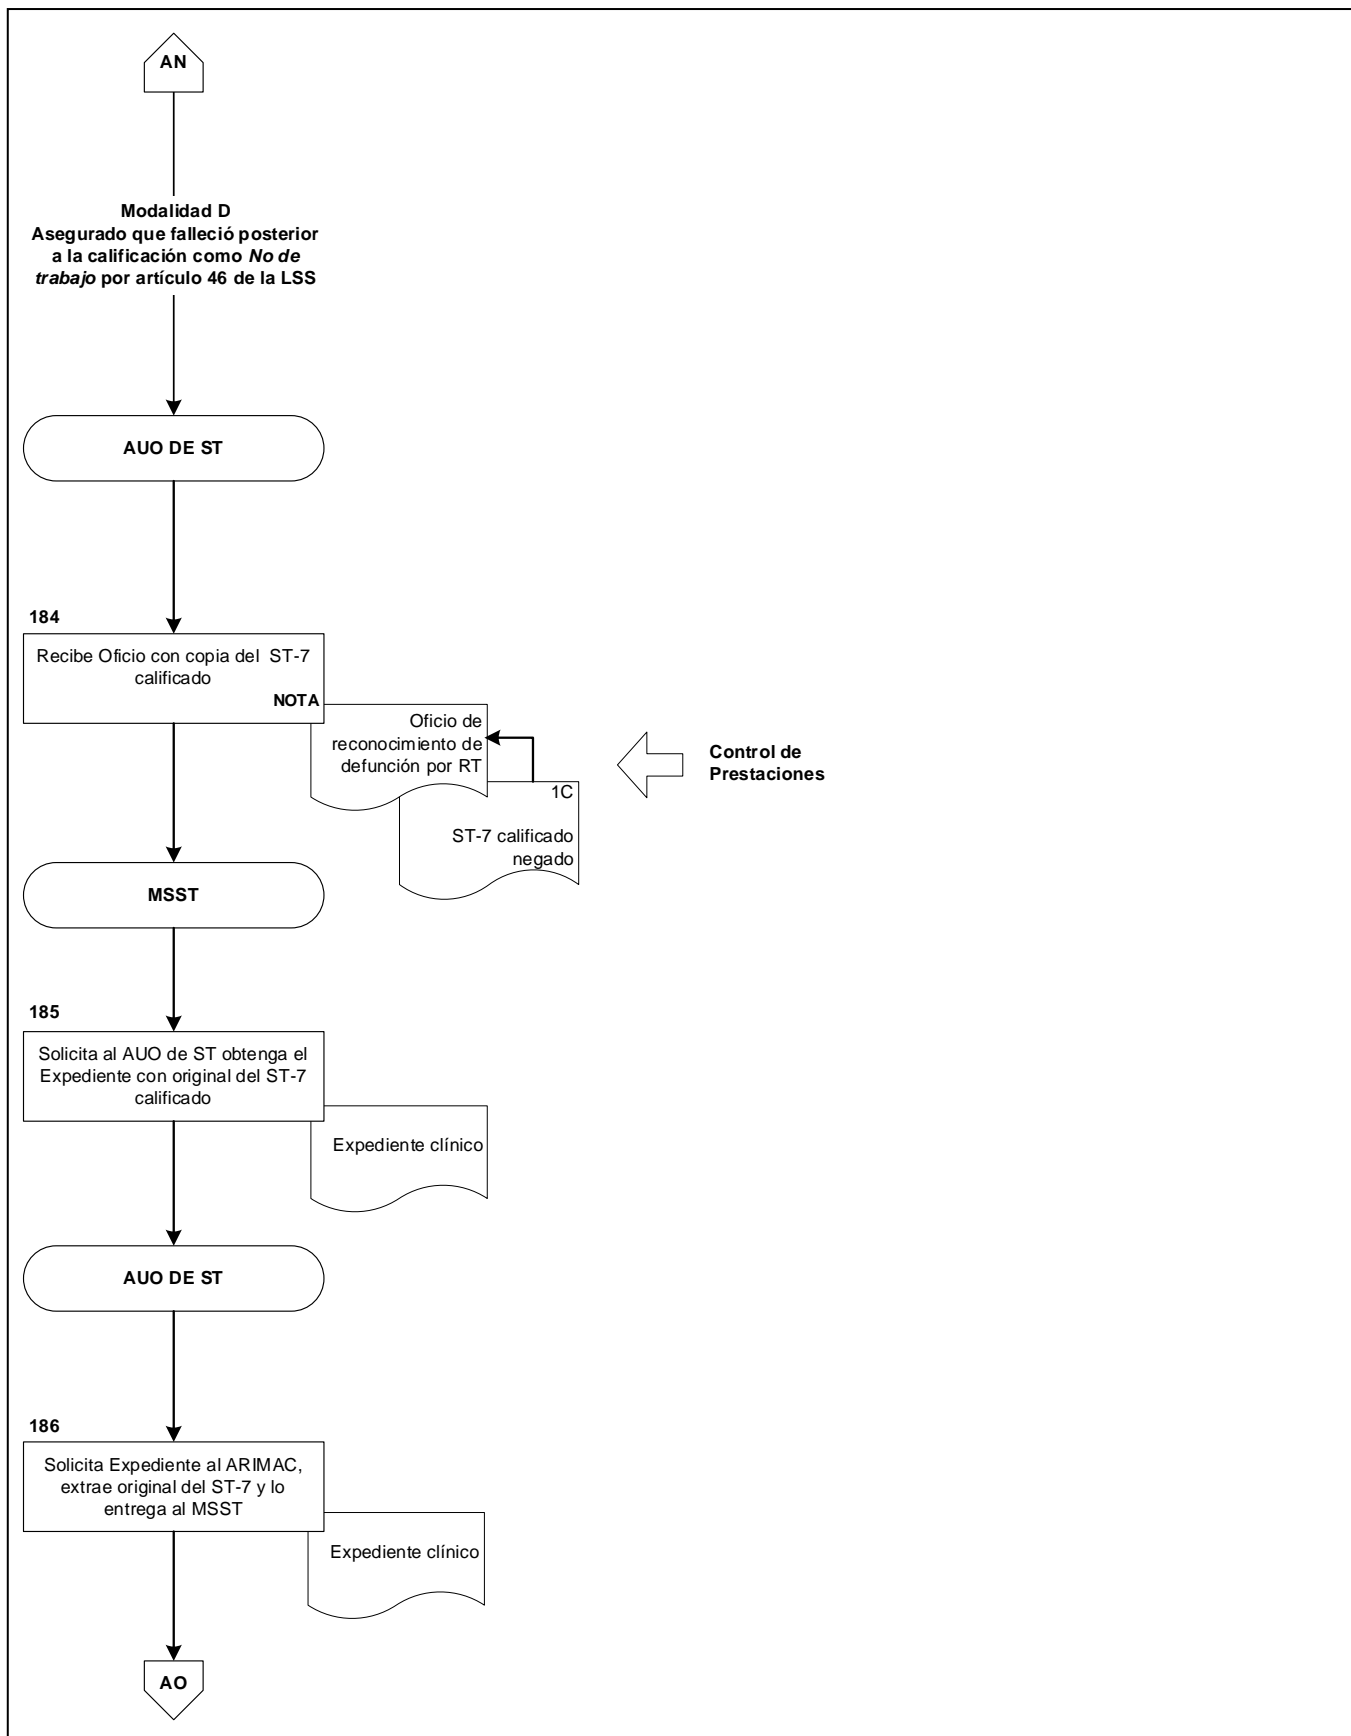 AN
Modalidad D
Asegurado que falleció posterior
a la calificación como No de
trabajo por artículo 46 de la LSS
AUO DE ST
184
Recibe Oficio con copia del ST-7
calificado
NOTA
Oficio de
reconocimiento de
defunción por RT
1C
ST-7 calificado
negado
Control de
Prestaciones
MSST
185
Solicita al AUO de ST obtenga el
Expediente con original del ST-7
calificado
Expediente clínico
AUO DE ST
186
Solicita Expediente al ARIMAC,
extrae original del ST-7 y lo
entrega al MSST
Expediente clínico
AO